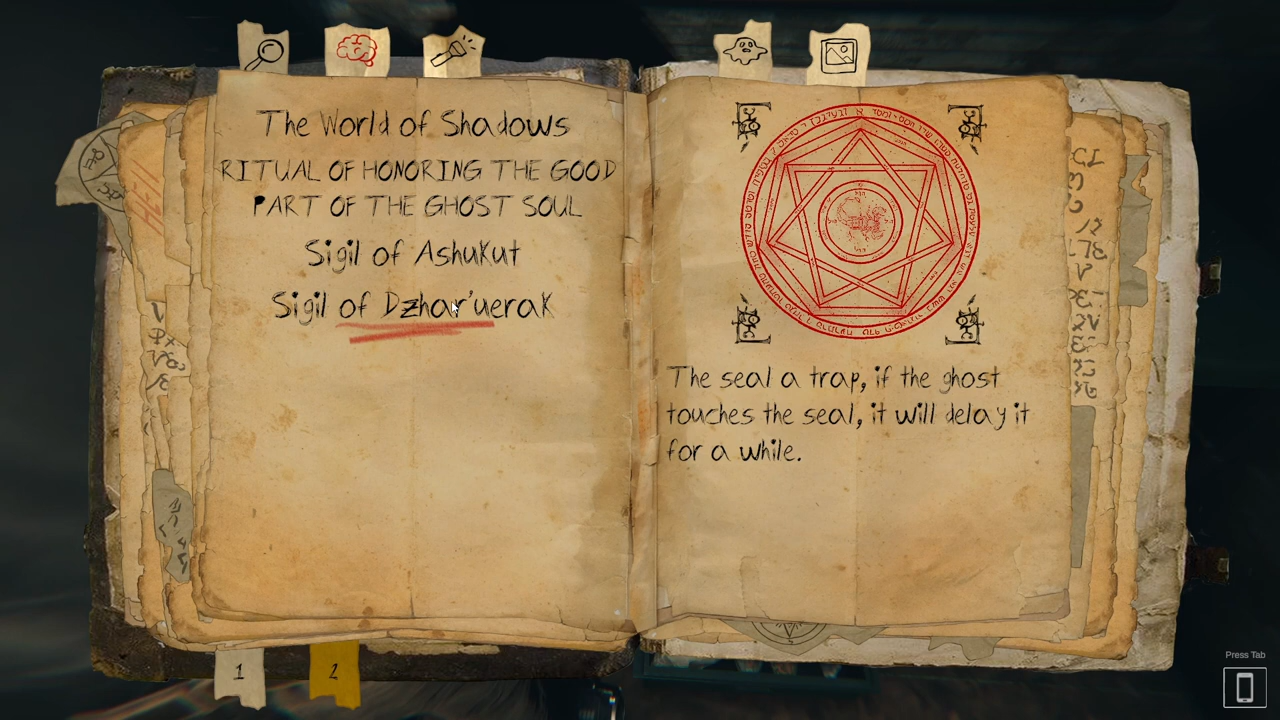 The World of Shadows
RITUAL OF HONORING THE GOOD
PART OF THE GHOST SOUL
Sigil of Ashukut
Sigil of Dzhar'uerak
The seal a trap, if the ghost
touches the seal, it will delay it
for a while.
1
2
Press Tab